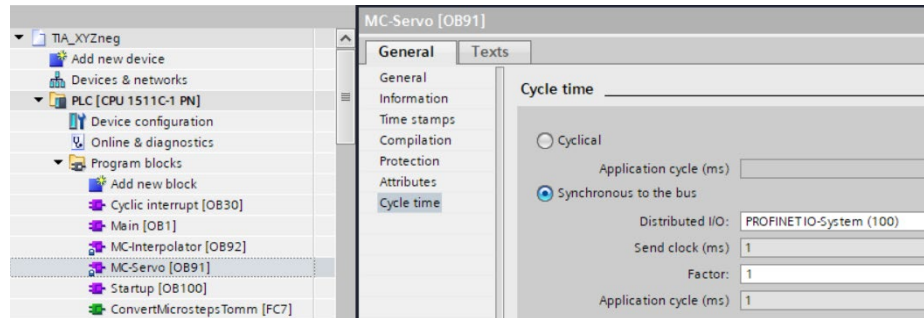 TIA_XYZneg
Add new device
Devices & networks
PLC [CPU 1511C-1 PN]
Device configuration
Online & diagnostics
Program blocks
Add new block
Cyclic interrupt [OB30]
Main [OB1]
MC-Interpolator [OB92]
MC-Servo [OB91]
Startup [OB100]
ConvertMicrostepsTomm [FC7]
MC-Servo [OB91]
General Texts
General
Information
Time stamps
Compilation
Protection
Attributes
Cycle time
Cycle time
Cyclical
Application cycle (ms)
Synchronous to the bus
Distributed I/O: PROFINET IO-System (100)
Send clock (ms) 1
Factor: 1
Application cycle (ms) 1